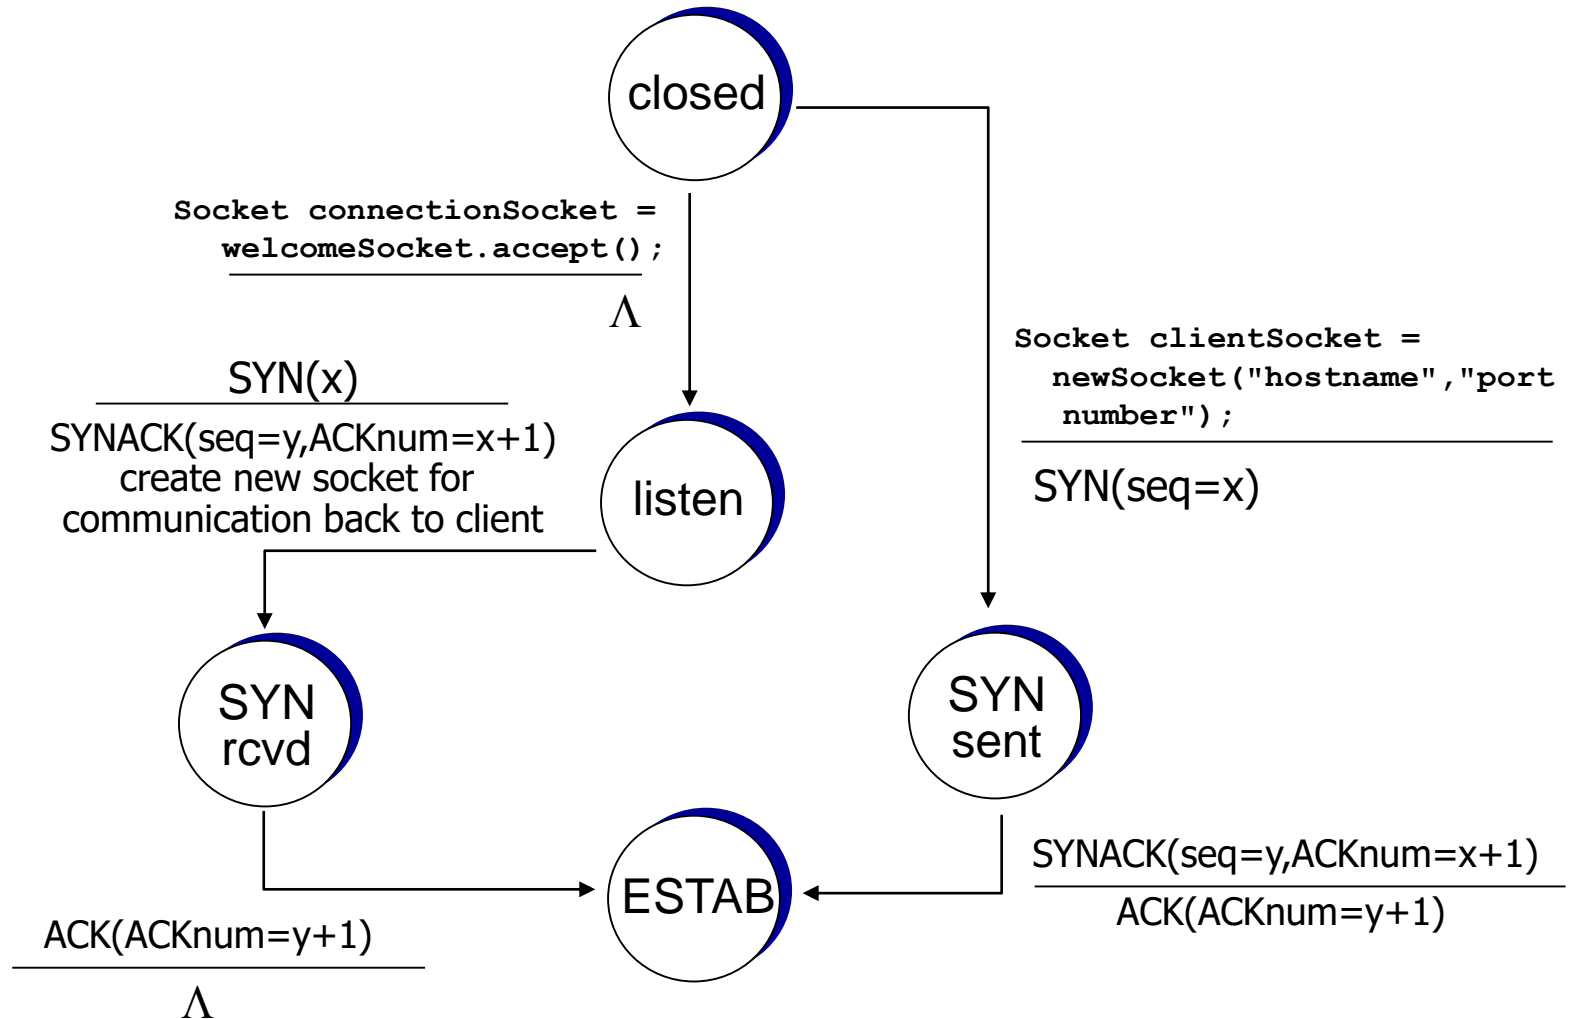 closed
Socket connectionSocket =
welcomeSocket.accept();
Λ
Socket clientSocket =
newSocket("hostname","port
number");
SYN(seq=x)
SYN(x)
SYNACK(seq=y,ACKnum=x+1)
create new socket for
communication back to client
listen
SYN
rcvd
SYN
sent
ESTAB
SYNACK(seq=y,ACKnum=x+1)
ACK(ACKnum=y+1)
ACK(ACKnum=y+1)
Λ